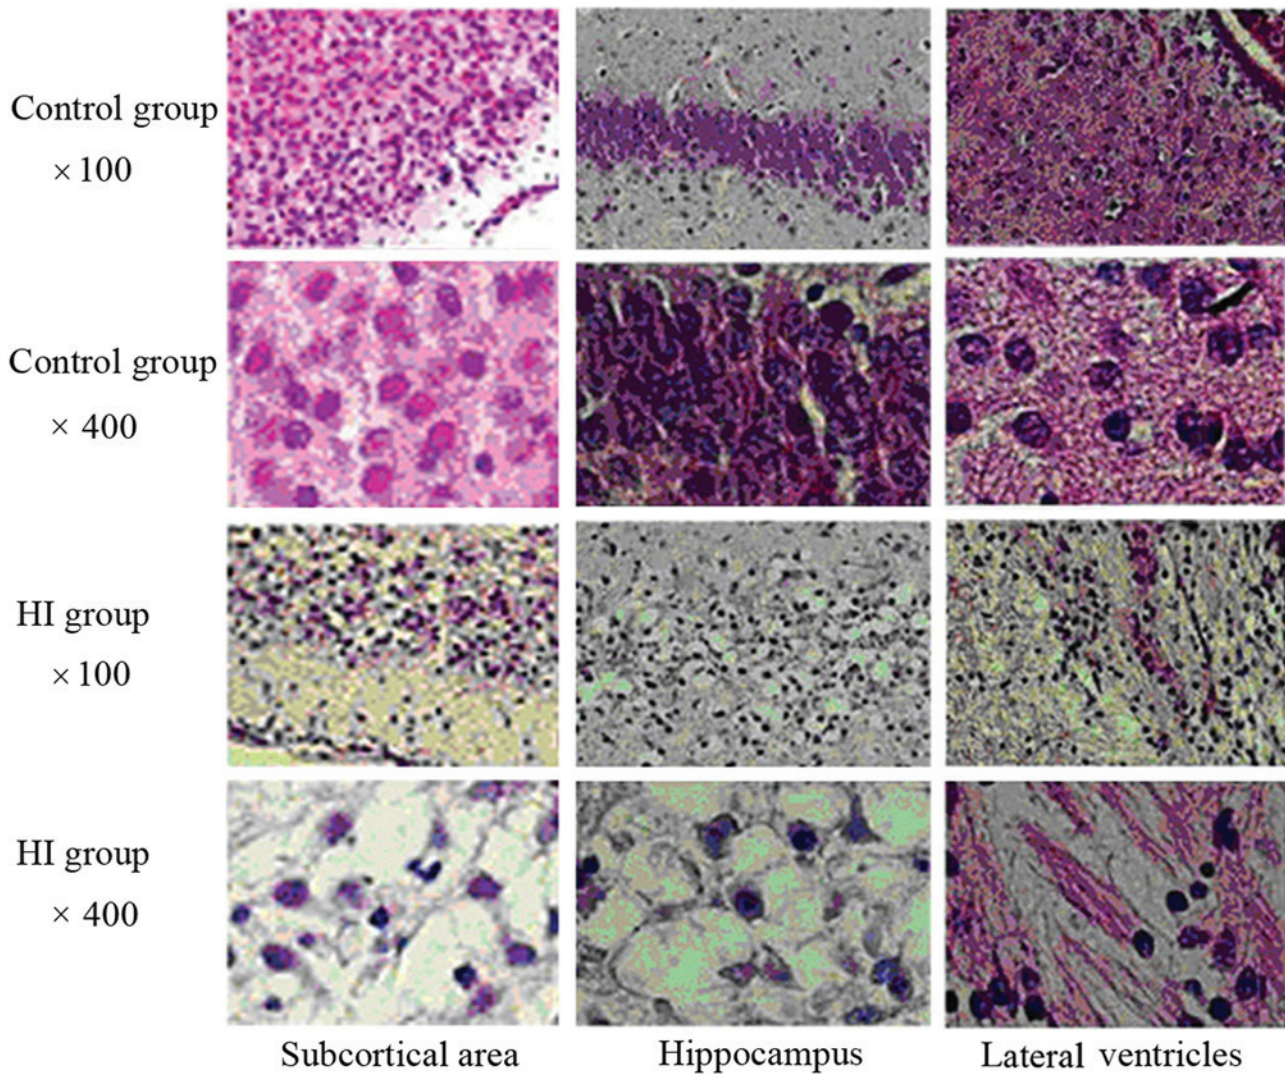 Control group
× 100
Control group
× 400
HI group
× 100
HI group
× 400
Subcortical area
Hippocampus
Lateral ventricles